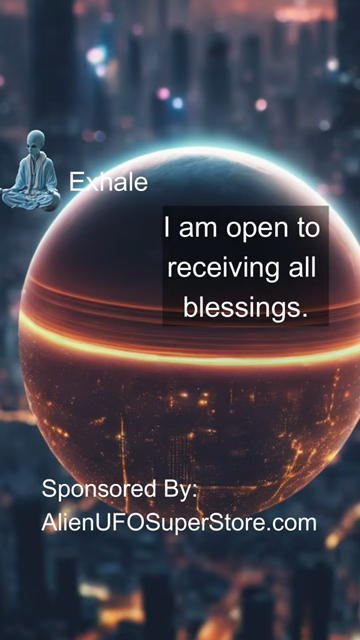 Exhale
I am open to
receiving all
blessings.
Sponsored By:
AlienUFOSuperStore.com